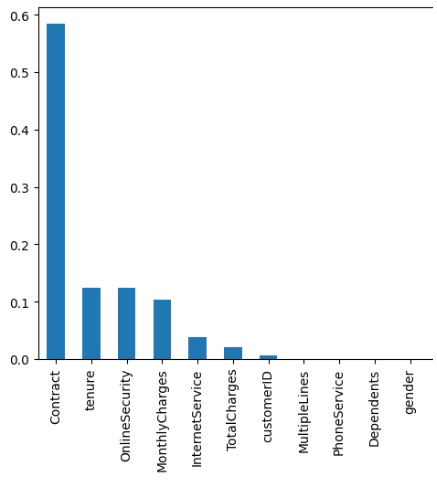 0.6
0.5
0.4
0.3
0.2
0.1
0.0
Contract
tenure
OnlineSecurity
MonthlyCharges
InternetService
TotalCharges
customerID
MultipleLines
PhoneService
Dependents
gender